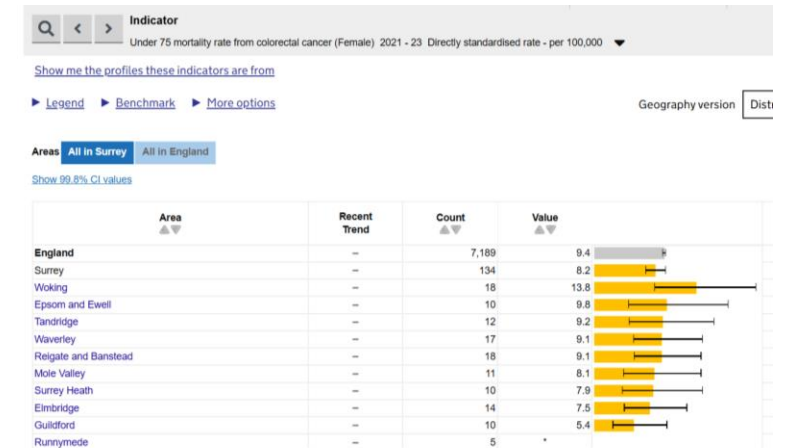 Indicator
Under 75 mortality rate from colorectal cancer (Female) 2021 - 23 Directly standardised rate - per 100,000
Show me the profiles these indicators are from
Legend Benchmark More options
Geography version Distr
Areas All in Surrey All in England
Show 99.8% CI values
Area Recent Trend Count Value
England – 7,189 9.4
Surrey – 134 8.2
Woking – 18 13.8
Epsom and Ewell – 10 9.8
Tandridge – 12 9.2
Waverley – 17 9.1
Reigate and Banstead – 18 9.1
Mole Valley – 11 8.1
Surrey Heath – 10 7.9
Elmbridge – 14 7.5
Guildford – 10 5.4
Runnymede – 5 *